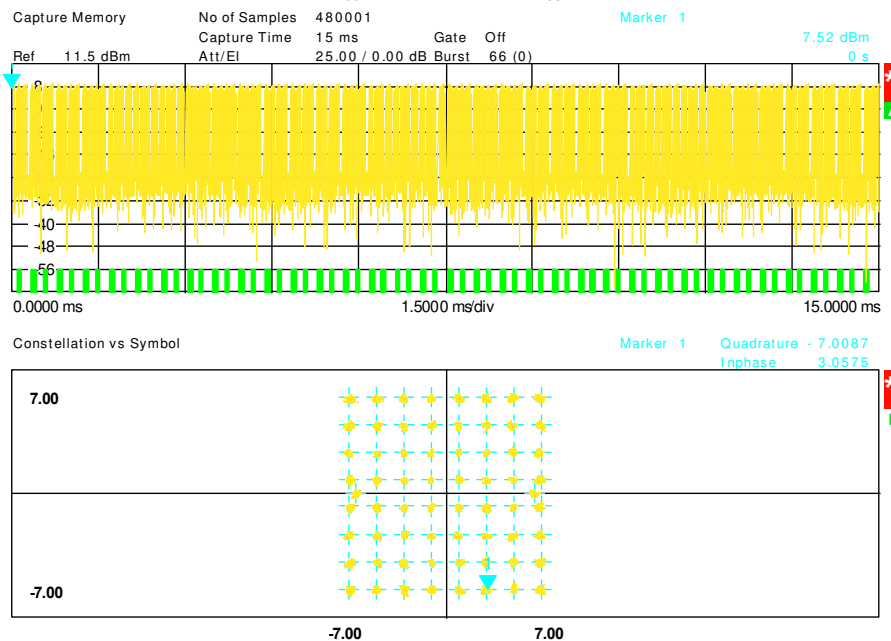 Capture Memory No of Samples 480001 Marker 1
Capture Time 15 ms Gate Off 7.52 dBm
Ref 11.5 dBm Att/El 25.00 / 0.00 dB Burst 66 (0) 0 s
-40
-48
-56
0.0000 ms 1.5000 ms/div 15.0000 ms
Constellation vs Symbol Marker 1 Quadrature - 7.0087
Inphase 3.0575
7.00
*
-7.00
-7.00 7.00